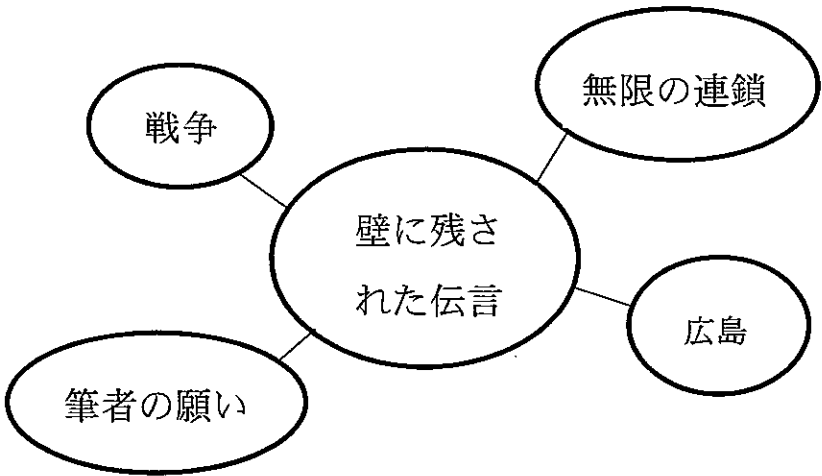 戦争
無限の連鎖
壁に残さ
れた伝言
広島
筆者の願い